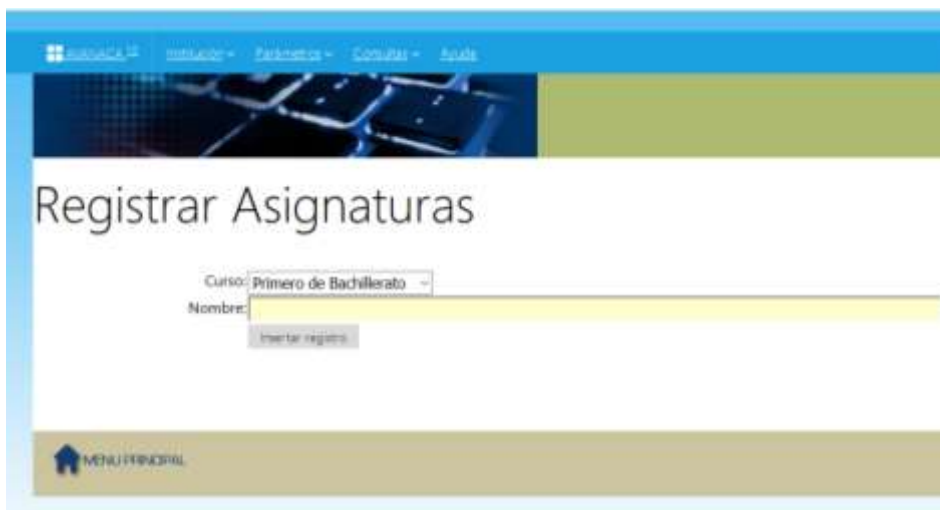 Institución Parámetros Consultas Ayuda
Registrar Asignaturas
Curso: Primero de Bachillerato
Nombre:
Insertar registro
MENU PRINCIPAL